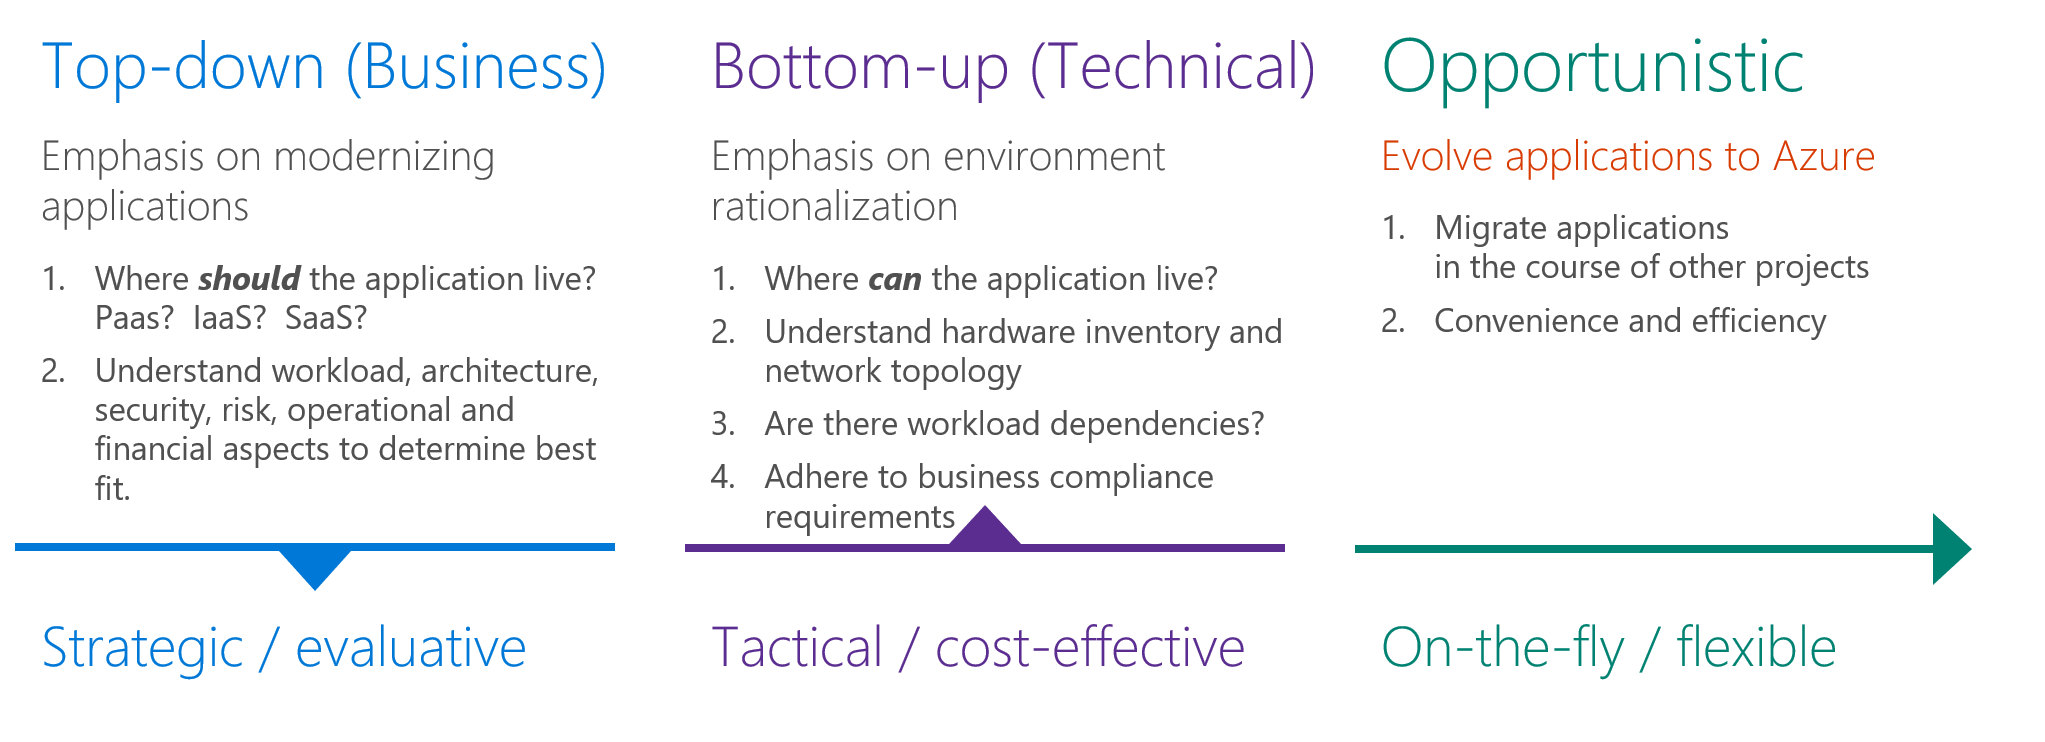 Top-down (Business)
Emphasis on modernizing
applications
1. Where should the application live?
Paas?  IaaS?  SaaS?
2. Understand workload, architecture,
security, risk, operational and
financial aspects to determine best
fit.
Strategic / evaluative
Bottom-up (Technical)
Emphasis on environment
rationalization
1. Where can the application live?
2. Understand hardware inventory and
network topology
3. Are there workload dependencies?
4. Adhere to business compliance
requirements
Tactical / cost-effective
Opportunistic
Evolve applications to Azure
1. Migrate applications
in the course of other projects
2. Convenience and efficiency
On-the-fly / flexible